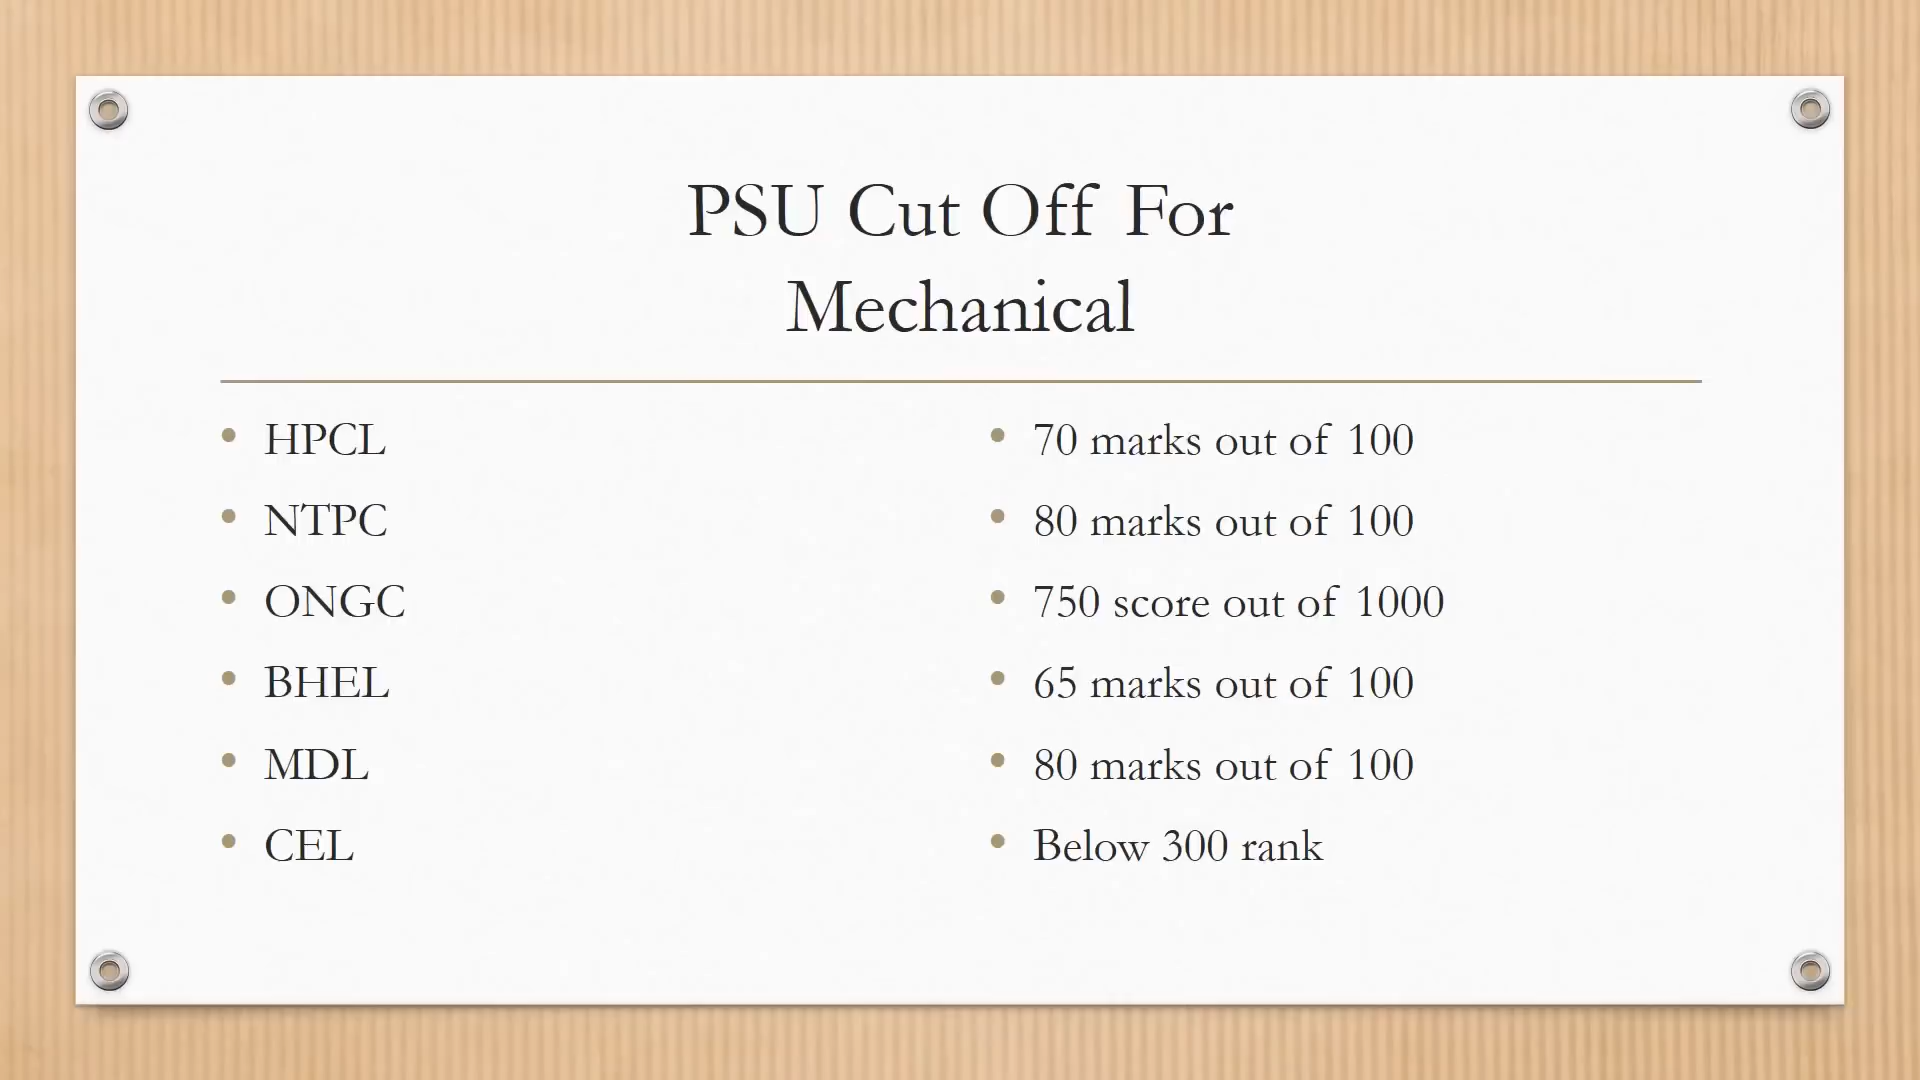 PSU Cut Off For
Mechanical
• HPCL
• NTPC
• ONGC
• BHEL
• MDL
• CEL
• 70 marks out of 100
• 80 marks out of 100
• 750 score out of 1000
• 65 marks out of 100
• 80 marks out of 100
• Below 300 rank